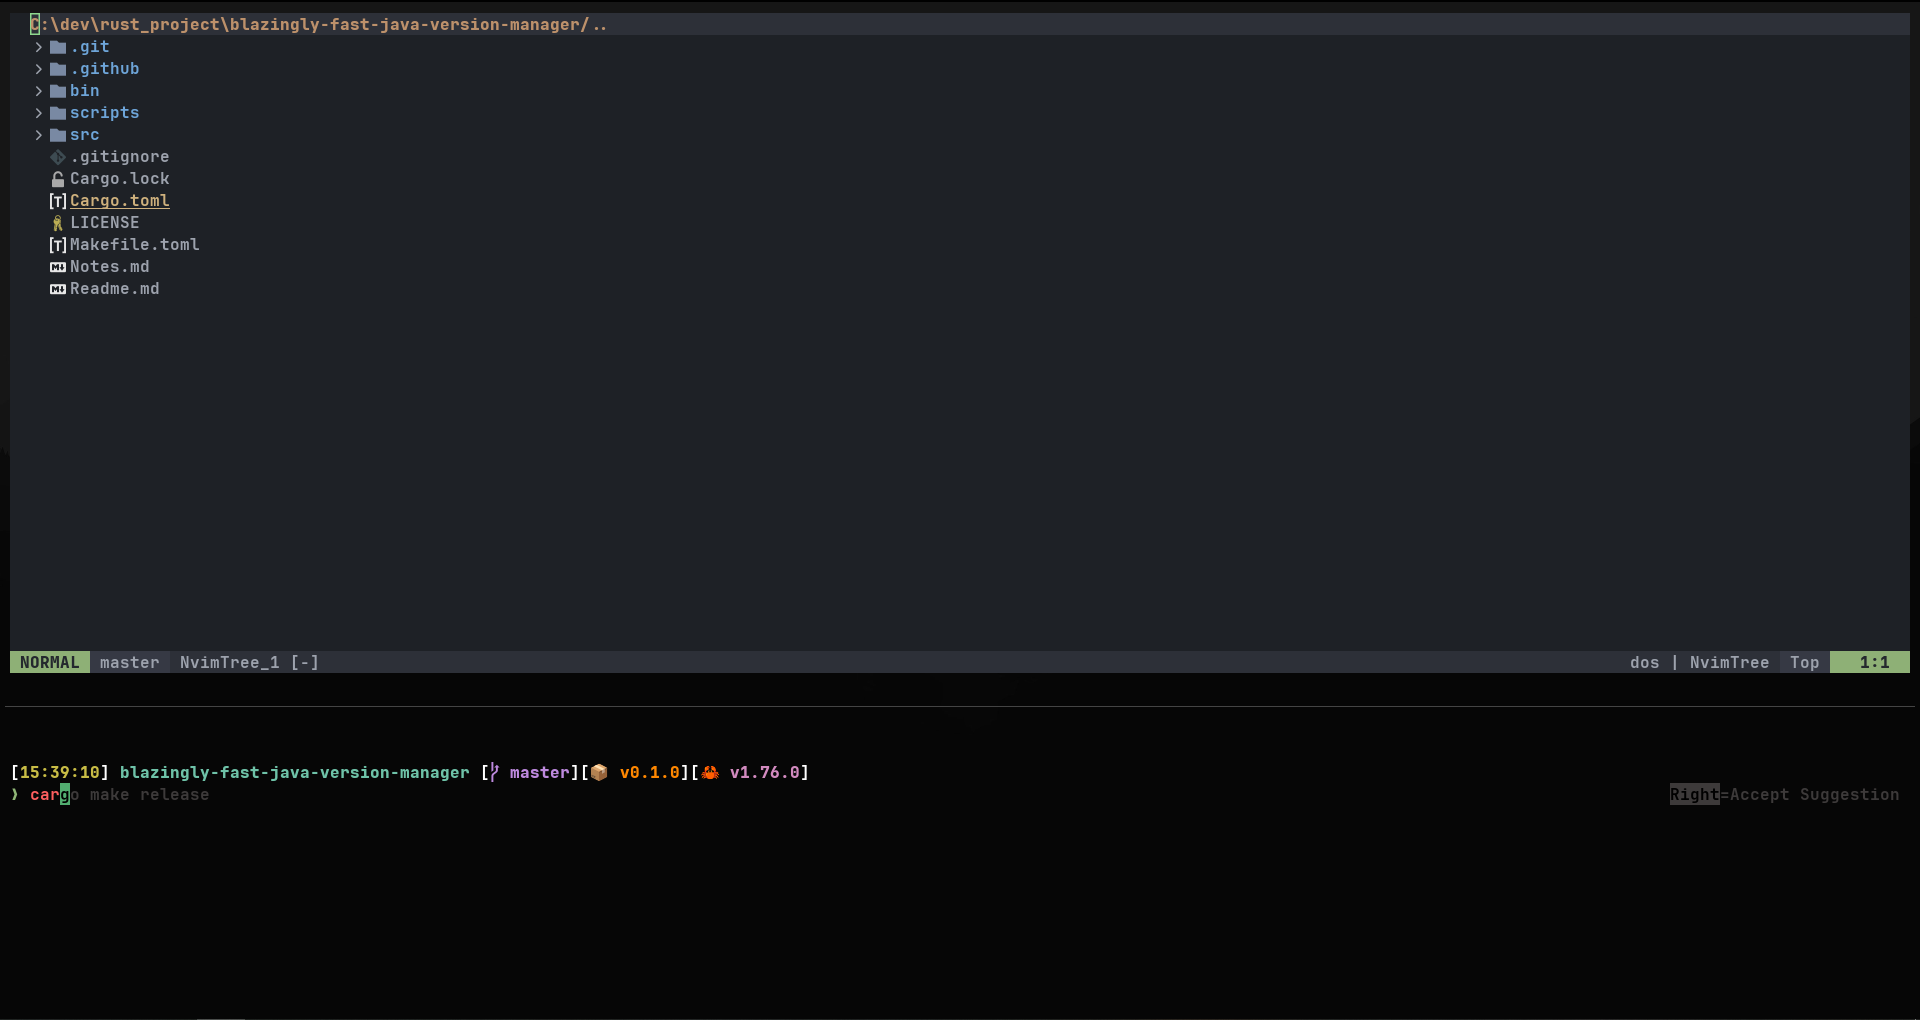 C:\dev\rust_project\blazingly-fast-java-version-manager/..
.git
.github
bin
scripts
src
.gitignore
Cargo.lock
[T] Cargo.toml
LICENSE
[T] Makefile.toml
Notes.md
Readme.md
NORMAL master NvimTree_1 [-] dos | NvimTree Top 1:1
[15:39:10] blazingly-fast-java-version-manager [ master][📦 v0.1.0][🦀 v1.76.0]
❯ cargo make release Right=Accept Suggestion